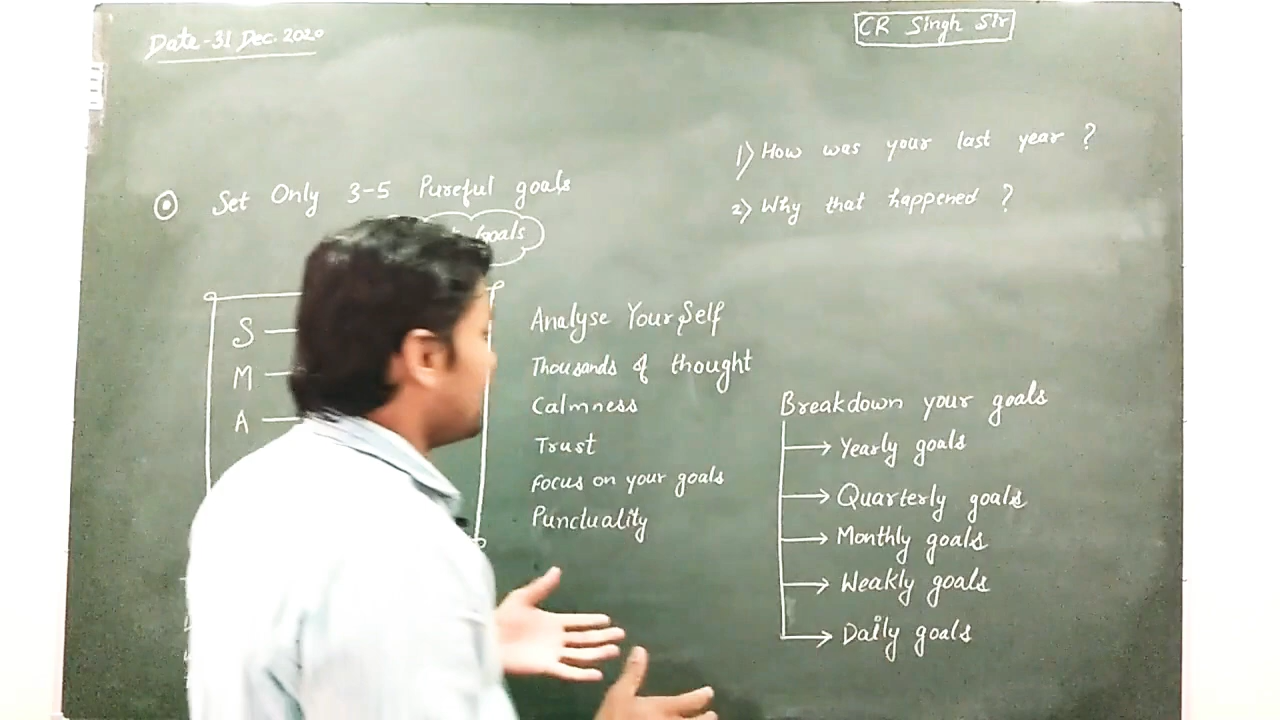 Date-31 Dec. 2020
CR Singh Sir
Set Only 3-5 Pureful goals
goals
S
M
A
1) How was your last year ?
2) Why that happened ?
Analyse YourSelf
Thousands of thought
Calmness
Trust
Focus on your goals
Punctuality
Breakdown your goals
Yearly goals
Quarterly goals
Monthly goals
Weakly goals
Daily goals